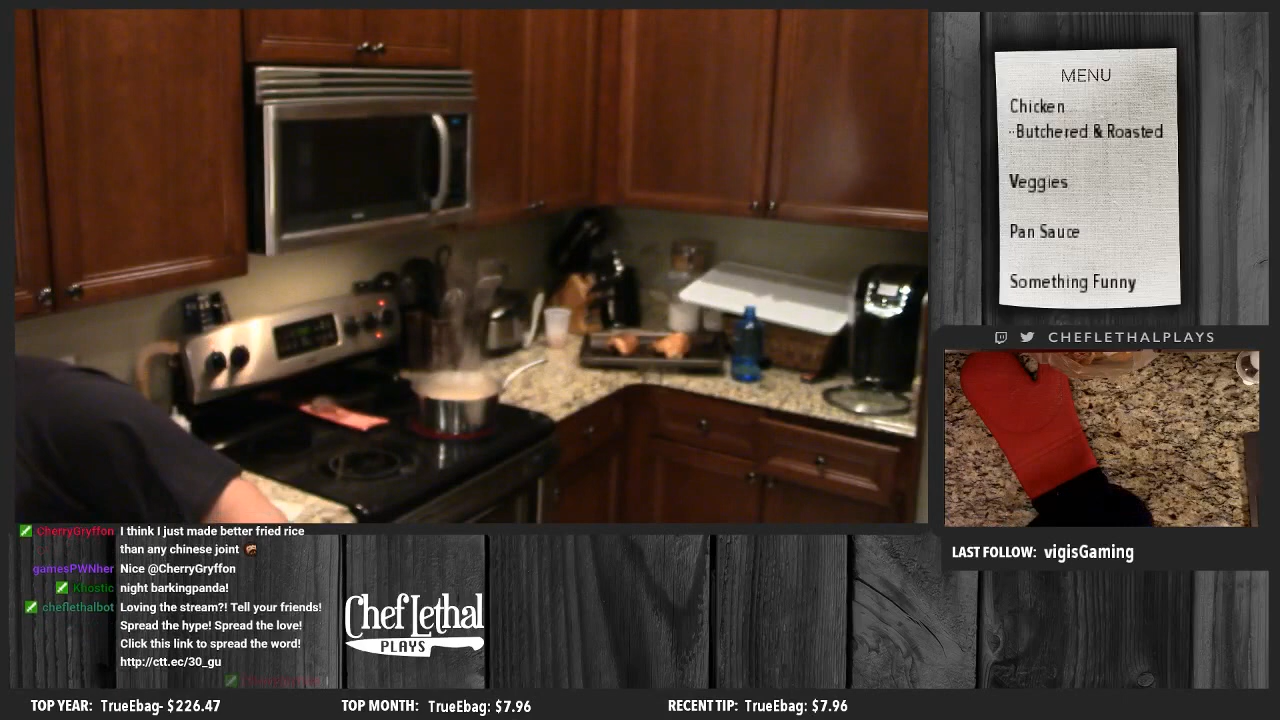 MENU
Chicken
--Butchered & Roasted
Veggies
Pan Sauce
Something Funny
CHEFLETHALPLAYS
LAST FOLLOW: vigisGaming
CherryGryffon I think I just made better fried rice
than any chinese joint
gamesPWNher Nice @CherryGryffon
Khostic night barkingpanda!
cheflethalbot Loving the stream?! Tell your friends!
Spread the hype! Spread the love!
Click this link to spread the word!
http://ctt.ec/30_gu
Chef Lethal
PLAYS
TOP YEAR: TrueEbag- $226.47
TOP MONTH: TrueEbag: $7.96
RECENT TIP: TrueEbag: $7.96